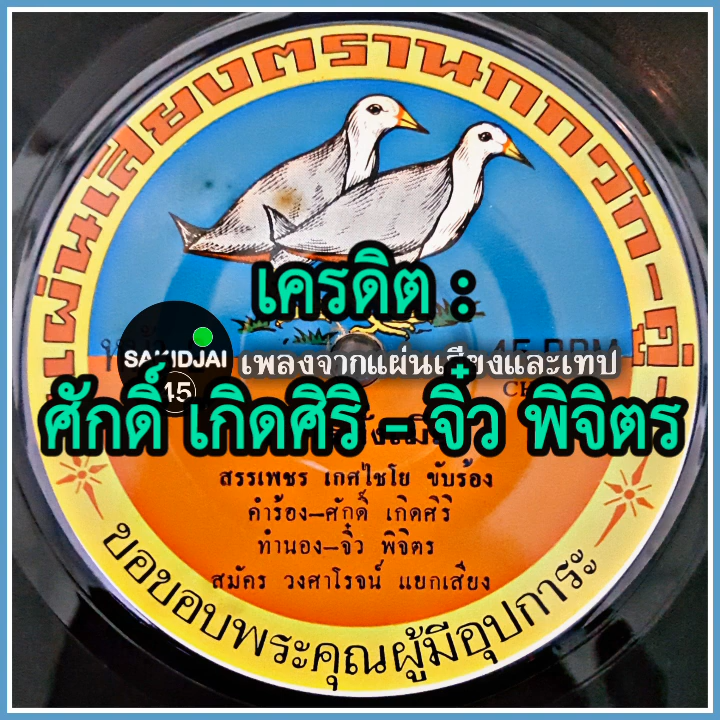 แผ่นเสียงตรานกกวัก-คู่
เครดิต :
SAKIDJAI
45
เพลงจากแผ่นเสียงและเทป
ศักดิ์ เกิดศิริ - จิ๋ว พิจิตร
สรรเพชร เกศไชโย ขับร้อง
คำร้อง-ศักดิ์ เกิดศิริ
ทำนอง-จิ๋ว พิจิตร
สมัคร วงศาโรจน์ แยกเสียง
ขอขอบพระคุณผู้มีอุปการะ